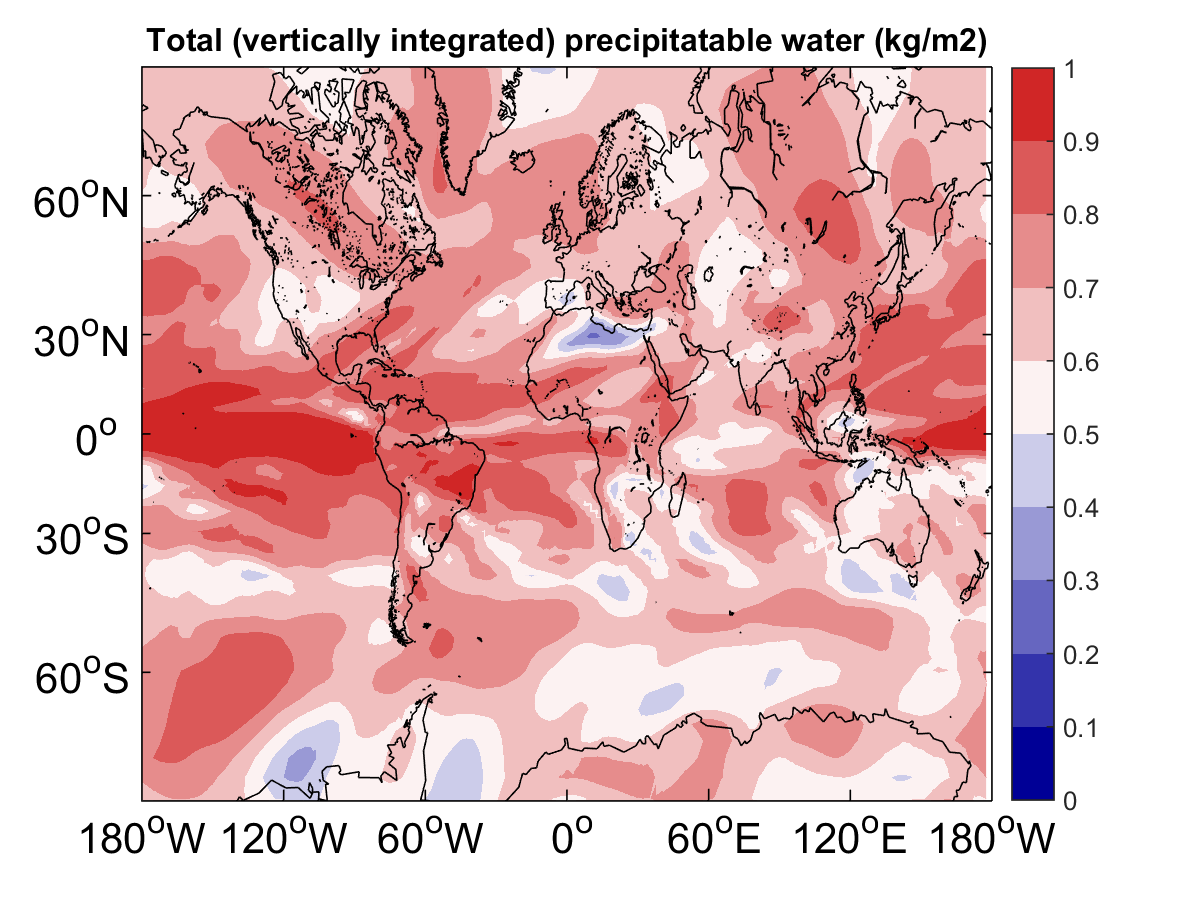 Total (vertically integrated) precipitatable water (kg/m2)
60°N
30°N
0°
30°S
60°S
180°W 120°W 60°W 0° 60°E 120°E 180°W
1
0.9
0.8
0.7
0.6
0.5
0.4
0.3
0.2
0.1
0